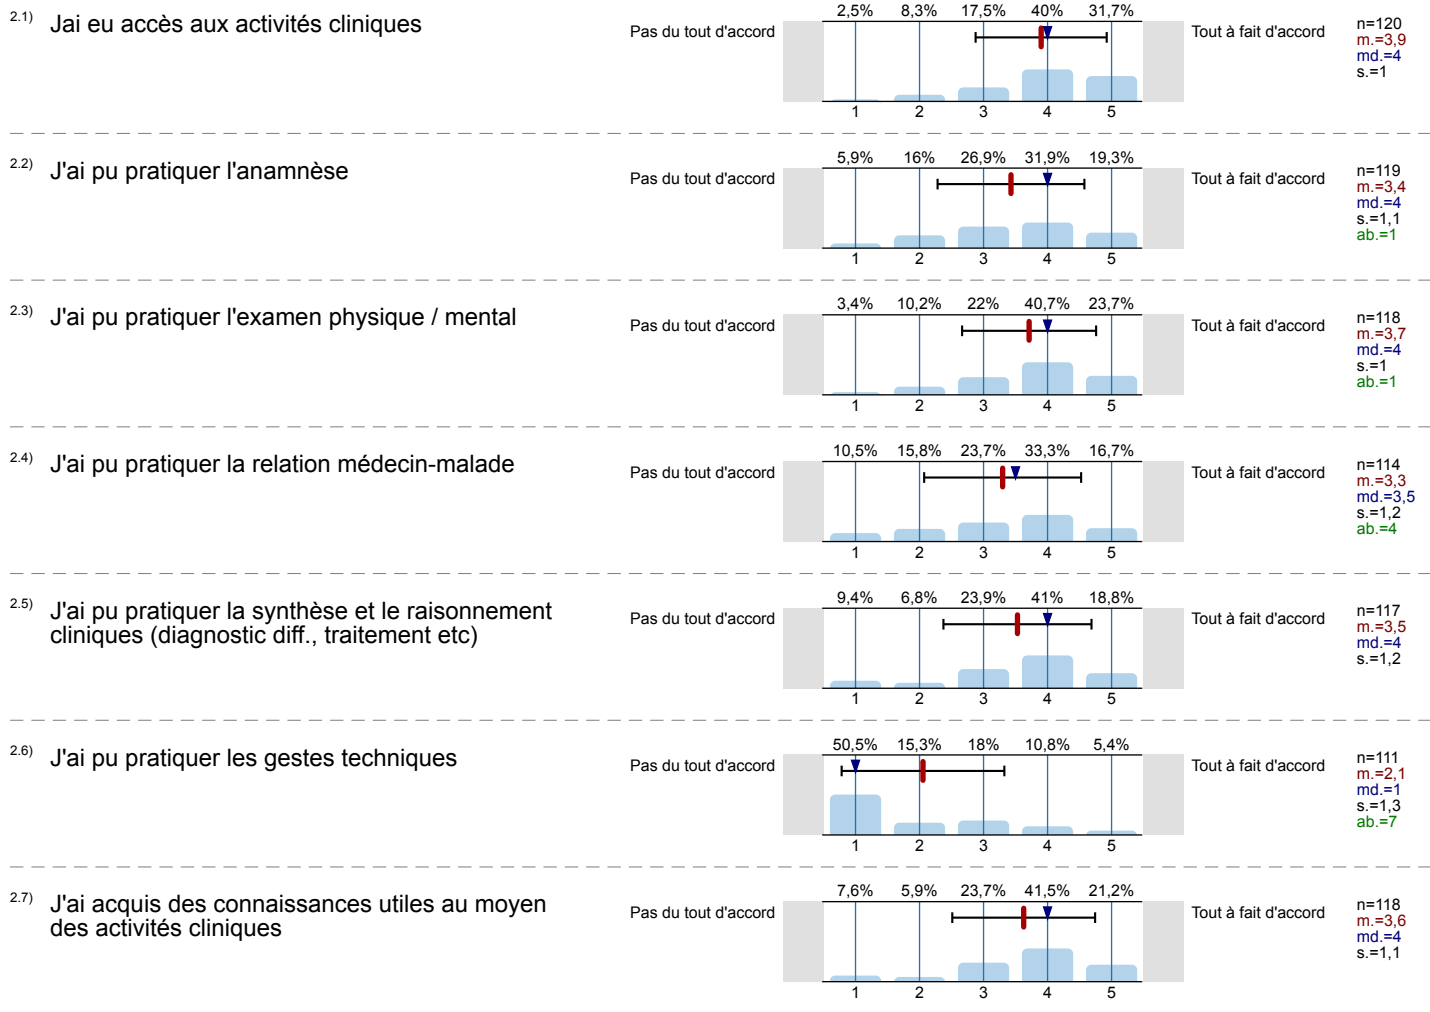 2.1) Jai eu accès aux activités cliniques
2,5% 8,3% 17,5% 40% 31,7%
Pas du tout d'accord Tout à fait d'accord
n=120
m.=3,9
md.=4
s.=1
1 2 3 4 5
2.2) J'ai pu pratiquer l'anamnèse
5,9% 16% 26,9% 31,9% 19,3%
Pas du tout d'accord Tout à fait d'accord
n=119
m.=3,4
md.=4
s.=1,1
ab.=1
1 2 3 4 5
2.3) J'ai pu pratiquer l'examen physique / mental
3,4% 10,2% 22% 40,7% 23,7%
Pas du tout d'accord Tout à fait d'accord
n=118
m.=3,7
md.=4
s.=1
ab.=1
1 2 3 4 5
2.4) J'ai pu pratiquer la relation médecin-malade
10,5% 15,8% 23,7% 33,3% 16,7%
Pas du tout d'accord Tout à fait d'accord
n=114
m.=3,3
md.=3,5
s.=1,2
ab.=4
1 2 3 4 5
2.5) J'ai pu pratiquer la synthèse et le raisonnement
cliniques (diagnostic diff., traitement etc)
9,4% 6,8% 23,9% 41% 18,8%
Pas du tout d'accord Tout à fait d'accord
n=117
m.=3,5
md.=4
s.=1,2
1 2 3 4 5
2.6) J'ai pu pratiquer les gestes techniques
50,5% 15,3% 18% 10,8% 5,4%
Pas du tout d'accord Tout à fait d'accord
n=111
m.=2,1
md.=1
s.=1,3
ab.=7
1 2 3 4 5
2.7) J'ai acquis des connaissances utiles au moyen
des activités cliniques
7,6% 5,9% 23,7% 41,5% 21,2%
Pas du tout d'accord Tout à fait d'accord
n=118
m.=3,6
md.=4
s.=1,1
1 2 3 4 5